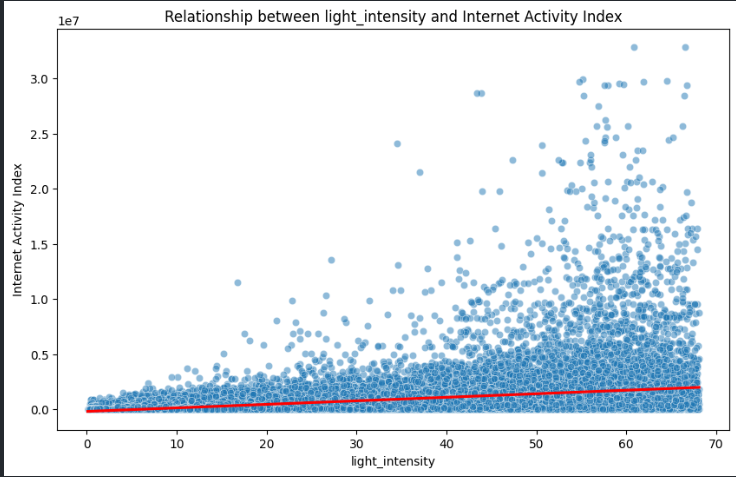 Relationship between light_intensity and Internet Activity Index
1e7
3.0
2.5
2.0
1.5
1.0
0.5
0.0
Internet Activity Index
0 10 20 30 40 50 60 70
light_intensity